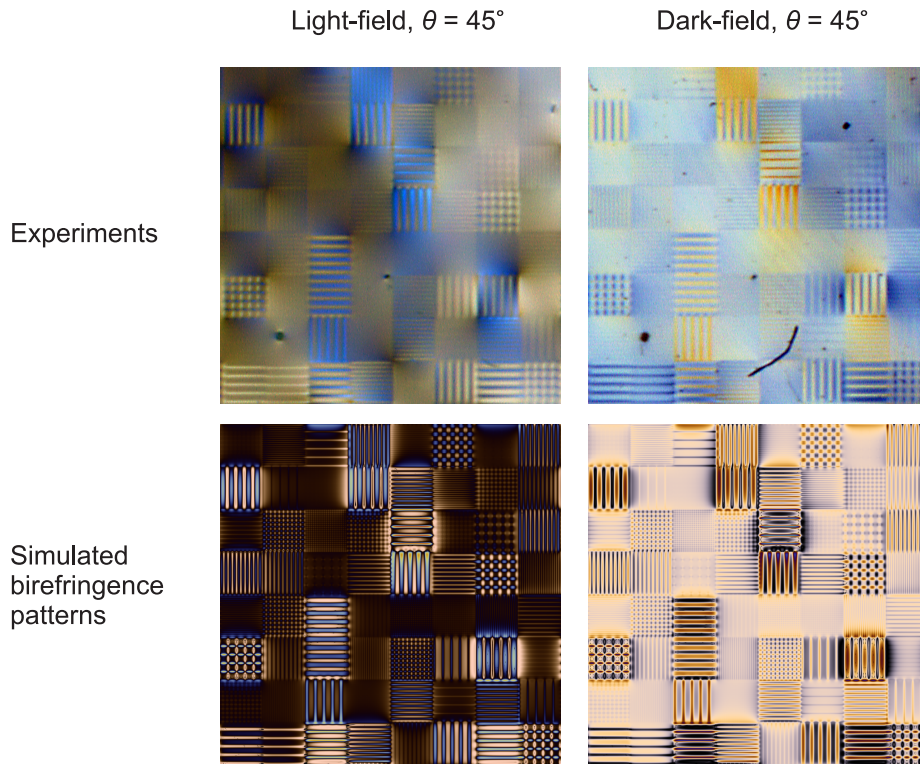 Light-field, θ = 45°
Dark-field, θ = 45°
Experiments
Simulated
birefringence
patterns